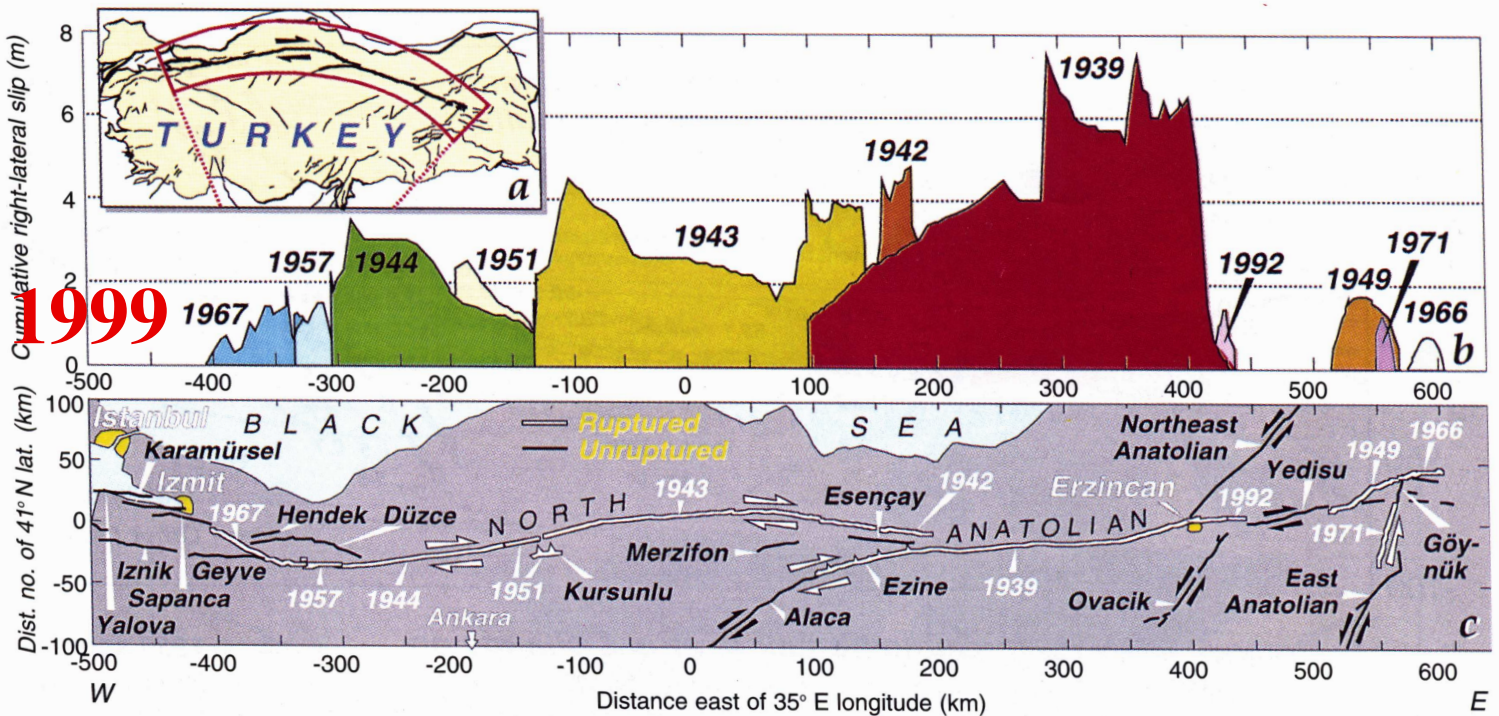 Cumulative right-lateral slip (m)
8
6
4
2
0
TURKEY
a
1999
1967
1957
1944
1951
1943
1942
1939
1992
1949
1971
1966
b
-500 -400 -300 -200 -100 0 100 200 300 400 500 600
Dist. no. of 41° N lat. (km)
100
50
0
-50
-100
Istanbul
BLACK
SEA
Ruptured
Unruptured
Karamürsel
Izmit
1967
Hendek
Düzce
NORTH
1943
Esençay
1942
ANATOLIAN
Erzincan
Northeast
Anatolian
1992
Yedisu
1949
1966
Iznik
Geyve
Sapanca
Yalova
1957
1944
1951
Kursunlu
Ankara
Merzifon
Alaca
Ezine
1939
Ovacik
East
Anatolian
1971
Göy-
nük
c
-500 -400 -300 -200 -100 0 100 200 300 400 500 600
W
Distance east of 35° E longitude (km)
E